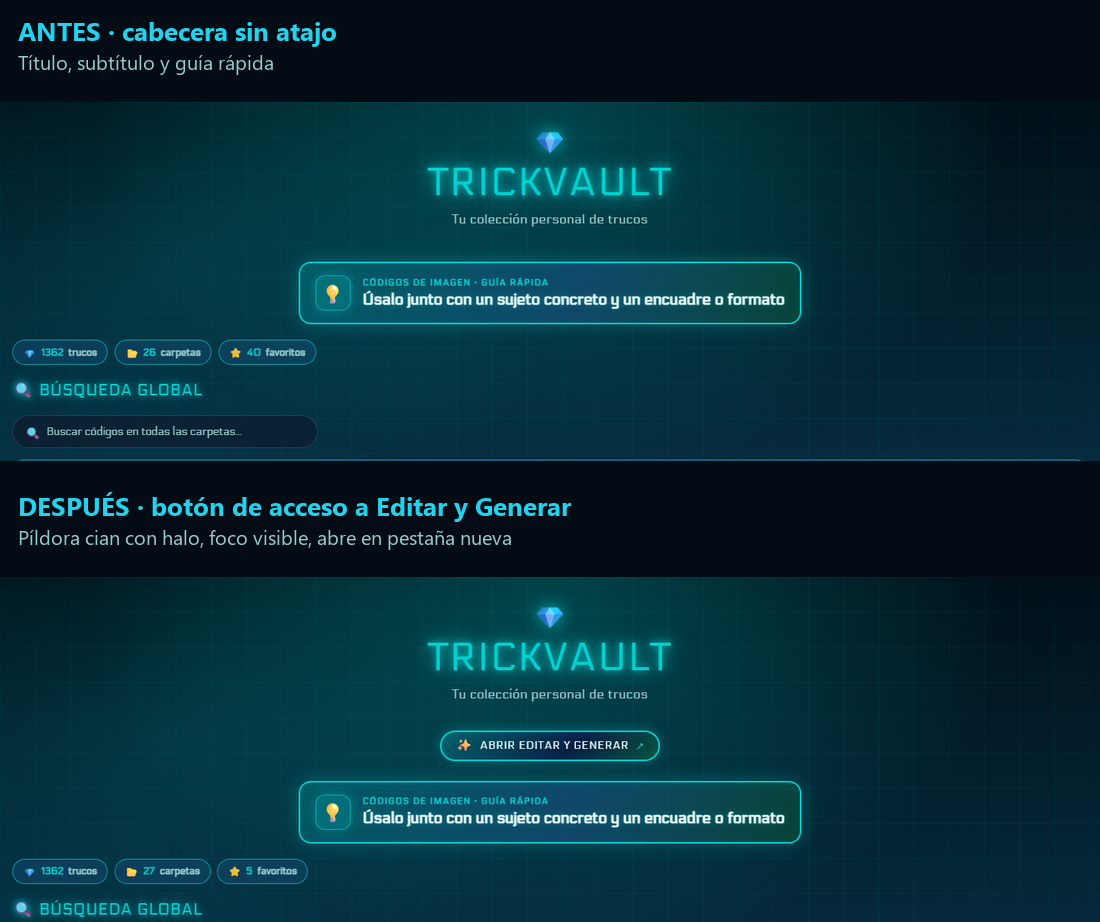 ANTES · cabecera sin atajo
Título, subtítulo y guía rápida
TRICKVAULT
Tu colección personal de trucos
CÓDIGOS DE IMAGEN · GUÍA RÁPIDA
Úsalo junto con un sujeto concreto y un encuadre o formato
1362 trucos 26 carpetas 40 favoritos
BÚSQUEDA GLOBAL
Buscar códigos en todas las carpetas...
DESPUÉS · botón de acceso a Editar y Generar
Píldora cian con halo, foco visible, abre en pestaña nueva
TRICKVAULT
Tu colección personal de trucos
ABRIR EDITAR Y GENERAR ↗
CÓDIGOS DE IMAGEN · GUÍA RÁPIDA
Úsalo junto con un sujeto concreto y un encuadre o formato
1362 trucos 27 carpetas 5 favoritos
BÚSQUEDA GLOBAL